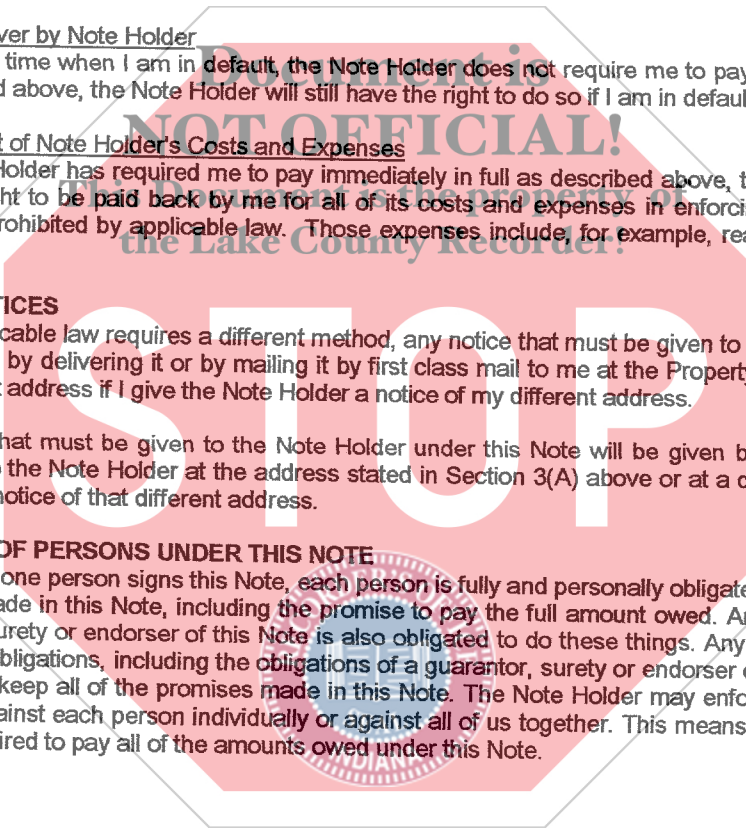 ver by Note Holder
time when I am in default, the Note Holder does not require me to pay
d above, the Note Holder will still have the right to do so if I am in defaul
Document is
NOT OFFICIAL!
This Document is the property of
the Lake County Recorder!
t of Note Holder's Costs and Expenses
Holder has required me to pay immediately in full as described above, t
ht to be paid back by me for all of its costs and expenses in enforci
rohibited by applicable law. Those expenses include, for example, rea
TICES
cable law requires a different method, any notice that must be given to
by delivering it or by mailing it by first class mail to me at the Property
t address if I give the Note Holder a notice of my different address.
STOP
hat must be given to the Note Holder under this Note will be given b
o the Note Holder at the address stated in Section 3(A) above or at a d
notice of that different address.
OF PERSONS UNDER THIS NOTE
one person signs this Note, each person is fully and personally obligate
ade in this Note, including the promise to pay the full amount owed. A
urety or endorser of this Note is also obligated to do these things. Any
bligations, including the obligations of a guarantor, surety or endorser o
keep all of the promises made in this Note. The Note Holder may enfo
ainst each person individually or against all of us together. This means
ired to pay all of the amounts owed under this Note.
INDIANA